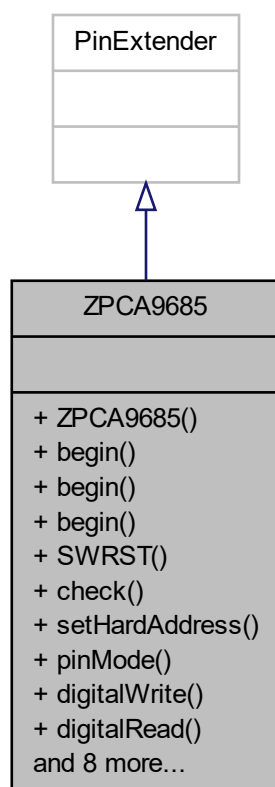 PinExtender
ZPCA9685
+ ZPCA9685()
+ begin()
+ begin()
+ begin()
+ SWRST()
+ check()
+ setHardAddress()
+ pinMode()
+ digitalWrite()
+ digitalRead()
and 8 more...